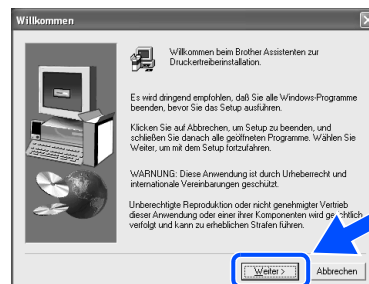 Willkommen
Willkommen beim Brother Assistenten zur
Druckertreiberinstallation.
Es wird dringend empfohlen, daß Sie alle Windows-Programme
beenden, bevor Sie das Setup ausführen.
Klicken Sie auf Abbrechen, um Setup zu beenden, und
schließen Sie danach alle geöffneten Programme. Wählen Sie
Weiter, um mit dem Setup fortzufahren.
WARNUNG: Diese Anwendung ist durch Urheberrecht und
internationale Vereinbarungen geschützt.
Unberechtigte Reproduktion oder nicht genehmigter Vertrieb
dieser Anwendung oder einer ihrer Komponenten wird gerichtlich
verfolgt und kann zu erheblichen Strafen führen.
Weiter > Abbrechen